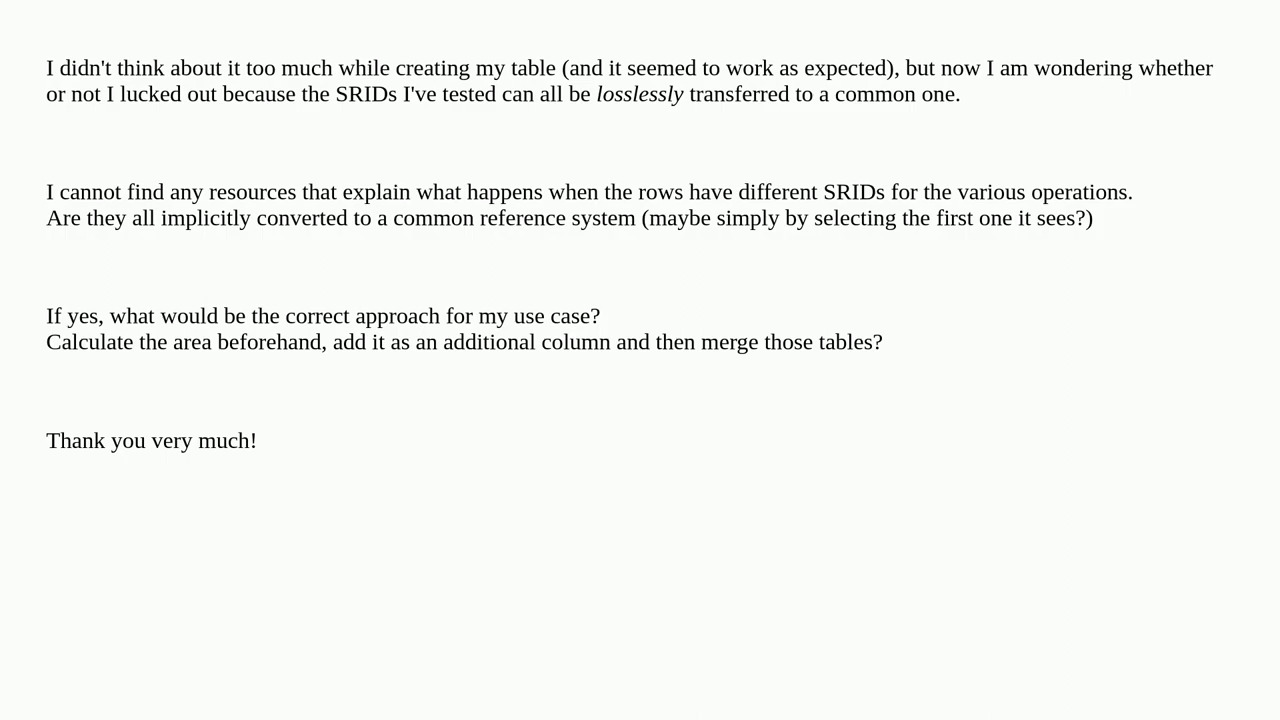 I didn't think about it too much while creating my table (and it seemed to work as expected), but now I am wondering whether
or not I lucked out because the SRIDs I've tested can all be losslessly transferred to a common one.
I cannot find any resources that explain what happens when the rows have different SRIDs for the various operations.
Are they all implicitly converted to a common reference system (maybe simply by selecting the first one it sees?)
If yes, what would be the correct approach for my use case?
Calculate the area beforehand, add it as an additional column and then merge those tables?
Thank you very much!